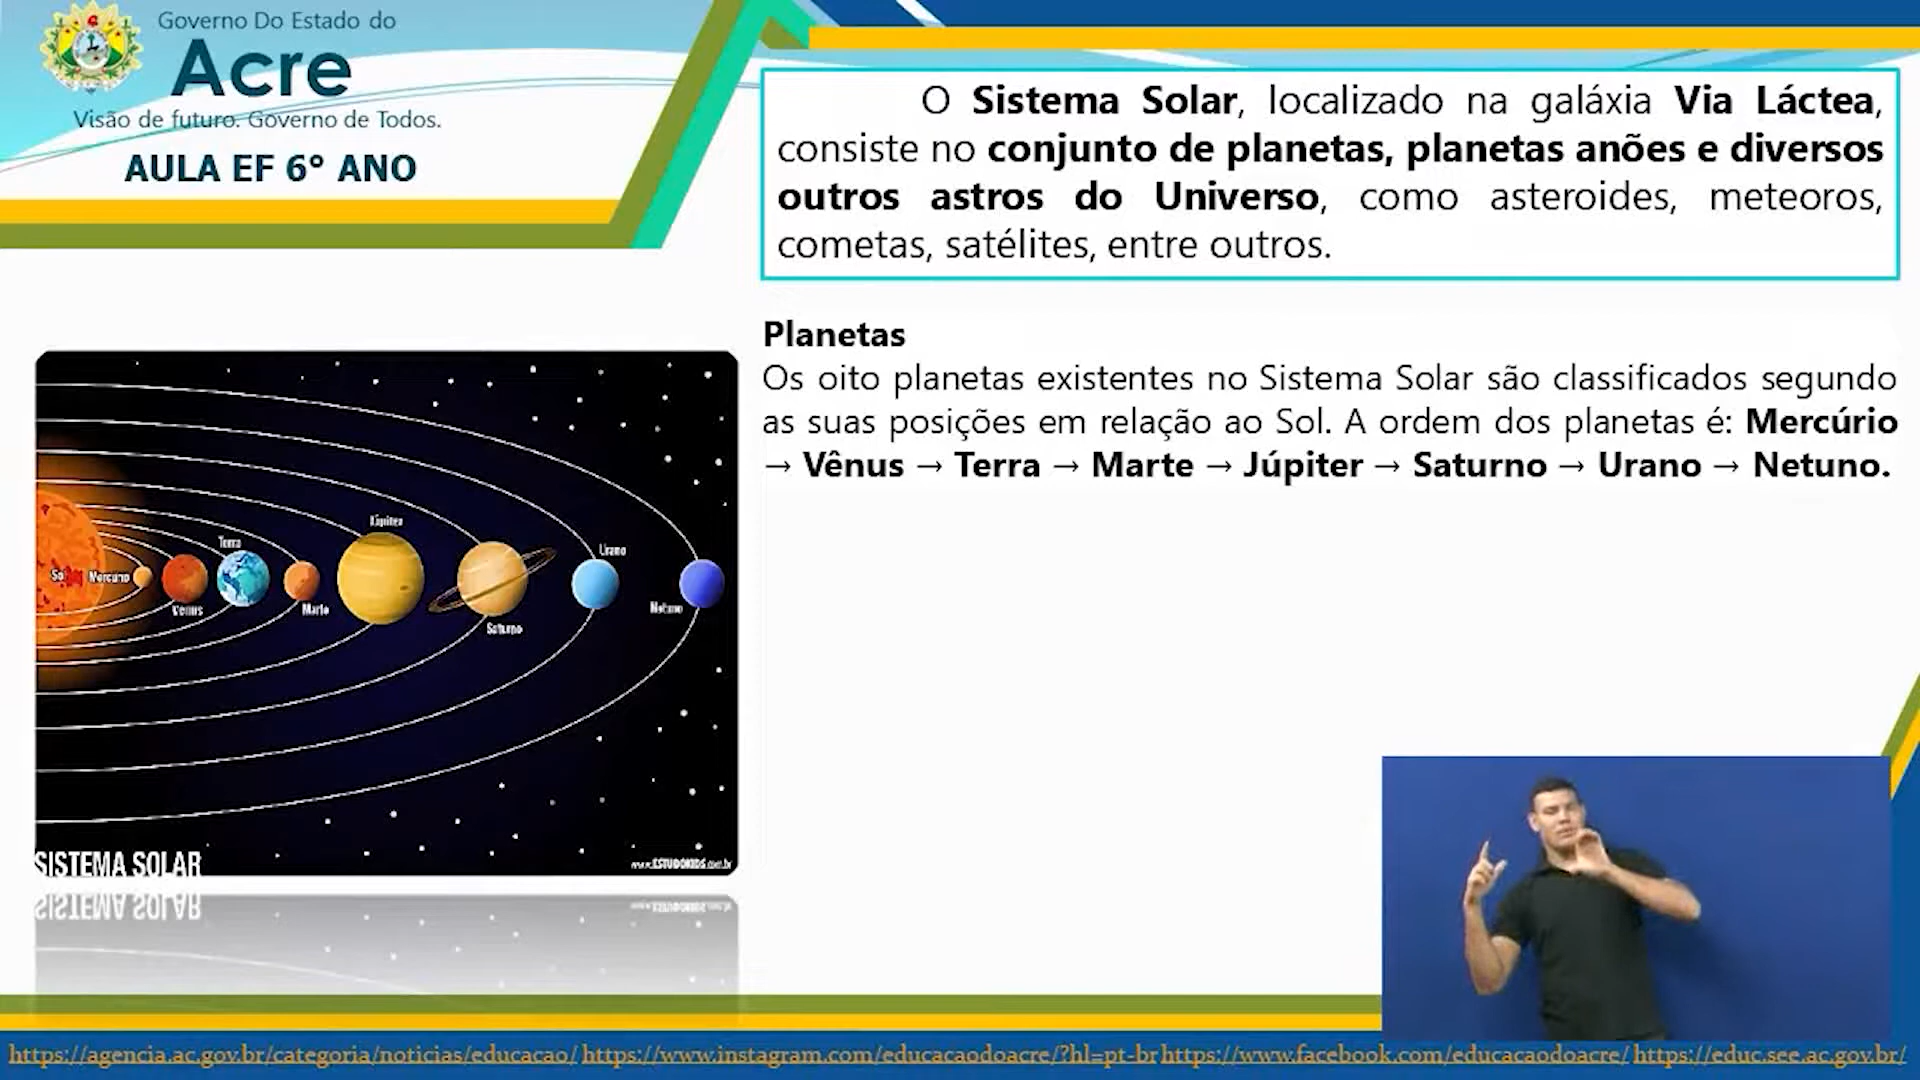 Governo Do Estado do
Acre
Visão de futuro. Governo de Todos.
AULA EF 6° ANO
O Sistema Solar, localizado na galáxia Via Láctea,
consiste no conjunto de planetas, planetas anões e diversos
outros astros do Universo, como asteroides, meteoros,
cometas, satélites, entre outros.
Planetas
Os oito planetas existentes no Sistema Solar são classificados segundo
as suas posições em relação ao Sol. A ordem dos planetas é: Mercúrio
→ Vênus → Terra → Marte → Júpiter → Saturno → Urano → Netuno.
Júpiter
Terra
Urano
Sol
Mercúrio
Vênus
Marte
Netuno
Saturno
SISTEMA SOLAR
www.ESTUDOKIDS.com.br
https://agencia.ac.gov.br/categoria/noticias/educacao/ https://www.instagram.com/educacaodoacre/?hl=pt-br https://www.facebook.com/educacaodoacre/ https://educ.see.ac.gov.br/